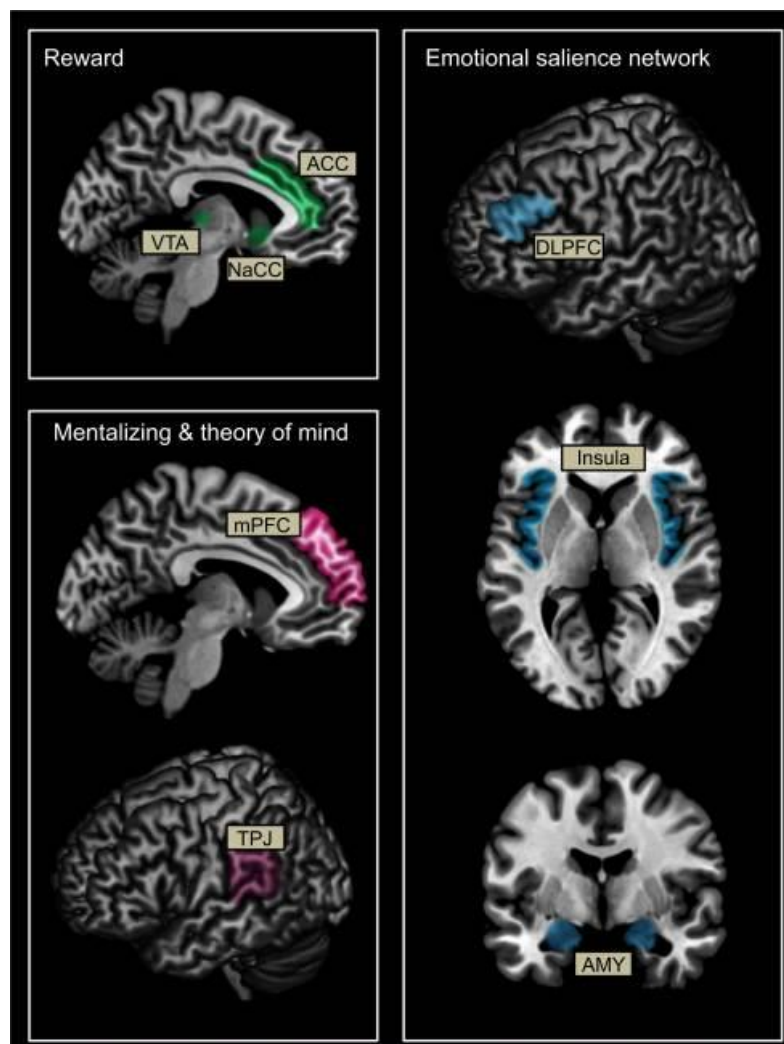 Reward
ACC
VTA
NaCC
Mentalizing & theory of mind
mPFC
TPJ
Emotional salience network
DLPFC
Insula
AMY